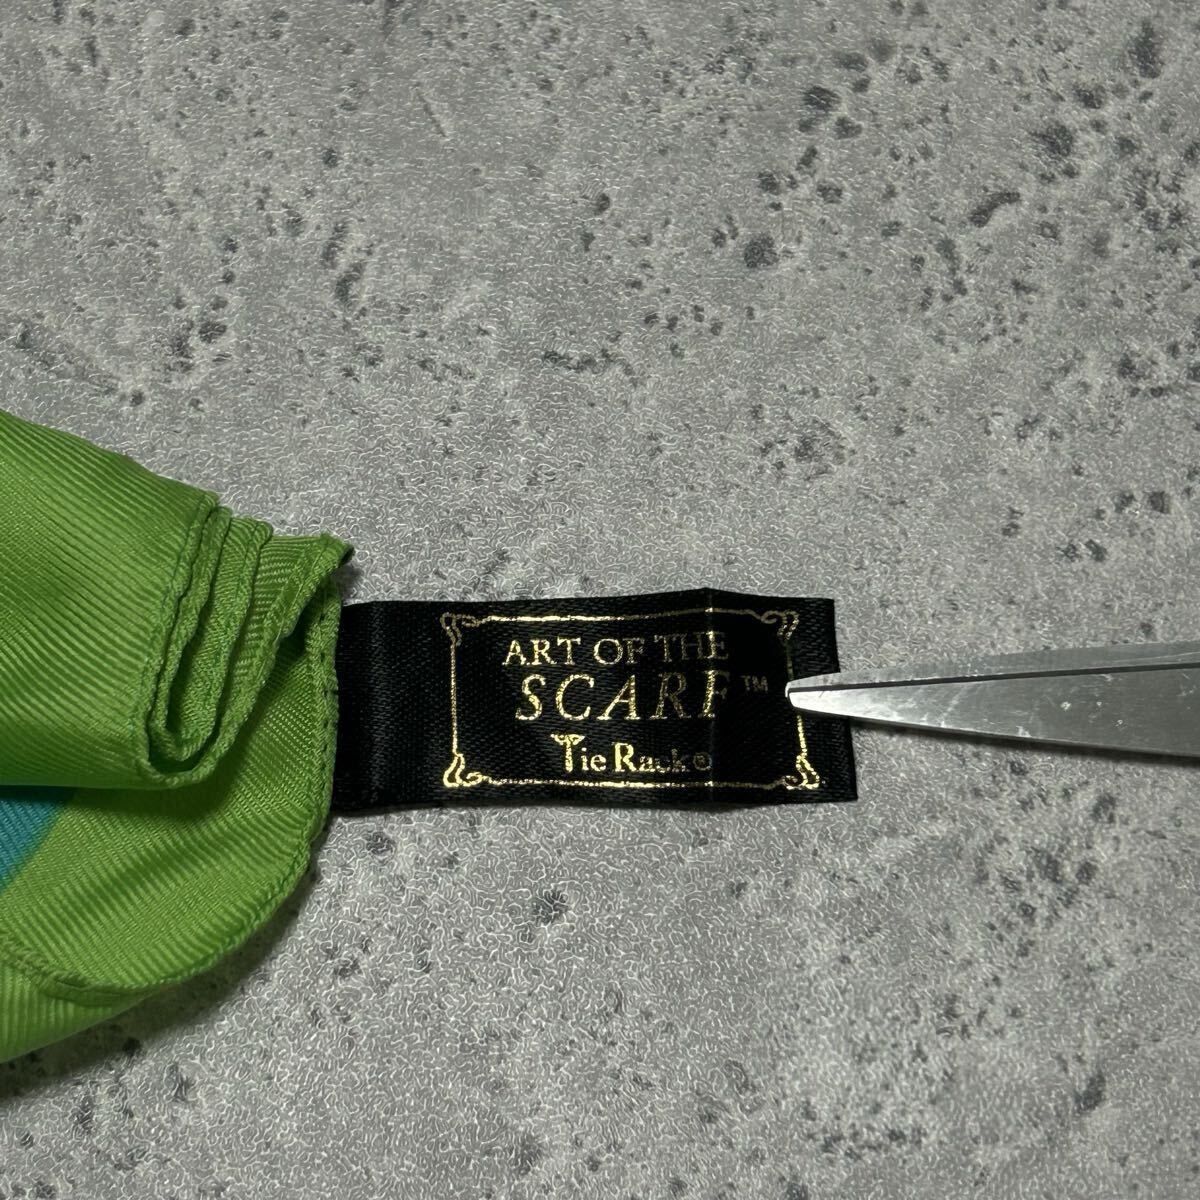 ART OF THE
SCARF™
Tie Rack®